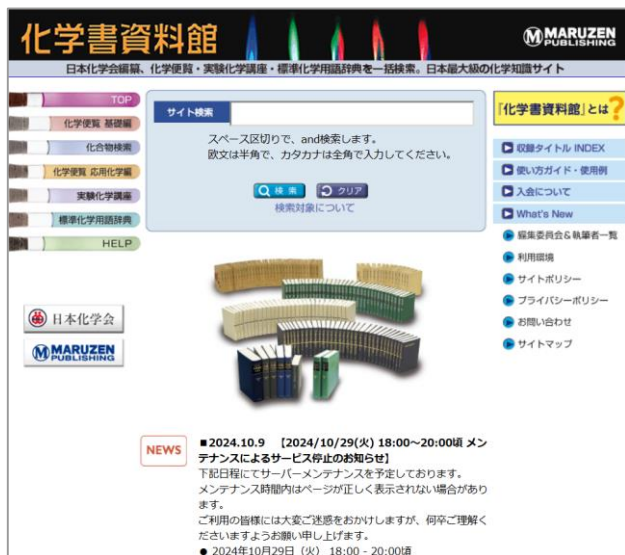 化学書資料館
MARUZEN
PUBLISHING
日本化学会編纂、化学便覧・実験化学講座・標準化学用語辞典を一括検索。日本最大級の化学知識サイト
TOP
化学便覧 基礎編
化合物検索
化学便覧 応用化学編
実験化学講座
標準化学用語辞典
HELP
日本化学会
MARUZEN
PUBLISHING
サイト検索
スペース区切りで、and検索します。
欧文は半角で、カタカナは全角で入力してください。
検 索
クリア
検索対象について
『化学書資料館』とは?
収録タイトル INDEX
使い方ガイド・使用例
入会について
What's New
編集委員会&執筆者一覧
利用環境
サイトポリシー
プライバシーポリシー
お問い合わせ
サイトマップ
NEWS
■2024.10.9 【2024/10/29(火) 18:00~20:00頃 メン
テナンスによるサービス停止のお知らせ】
下記日程にてサーバーメンテナンスを予定しております。
メンテナンス時間内はページが正しく表示されない場合があり
ます。
ご利用の皆様には大変ご迷惑をおかけしますが、何卒ご理解く
ださいますようお願い申し上げます。
● 2024年10月29日(火) 18:00 - 20:00頃